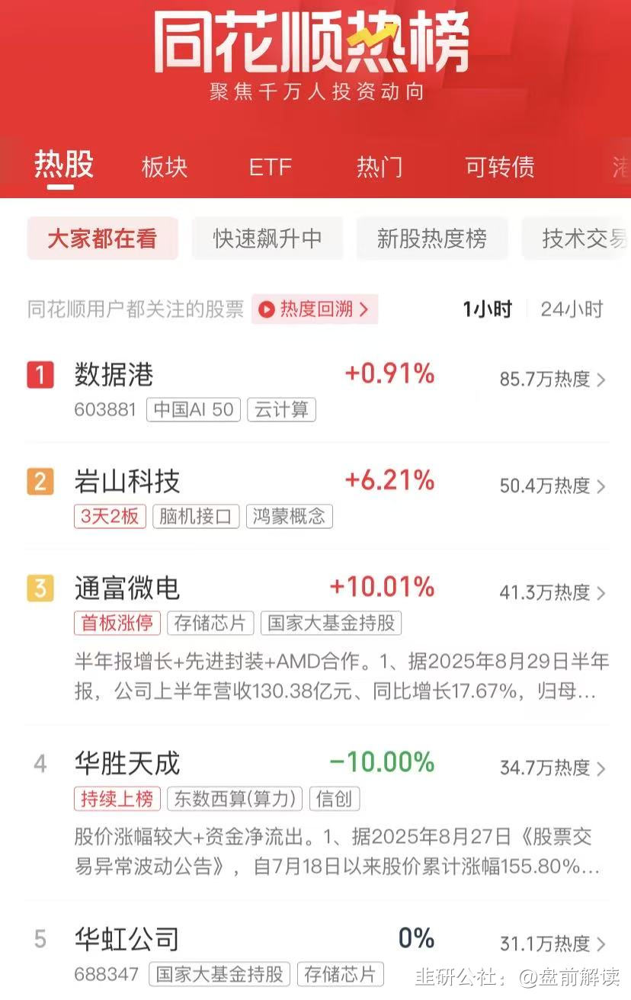 同花顺热榜
聚焦千万人投资动向
热股 板块 ETF 热门 可转债 港
大家都在看 快速飙升中 新股热度榜 技术交易
同花顺用户都关注的股票 热度回溯 > 1小时 24小时
1 数据港 +0.91% 85.7万热度 >
603881 中国AI 50 云计算
2 岩山科技 +6.21% 50.4万热度 >
3天2板 脑机接口 鸿蒙概念
3 通富微电 +10.01% 41.3万热度 >
首板涨停 存储芯片 国家大基金持股
半年报增长+先进封装+AMD合作。1、据2025年8月29日半年
报，公司上半年营收130.38亿元、同比增长17.67%，归母...
4 华胜天成 -10.00% 34.7万热度 >
持续上榜 东数西算(算力) 信创
股价涨幅较大+资金净流出。1、据2025年8月27日《股票交
易异常波动公告》，自7月18日以来股价累计涨幅155.80%...
5 华虹公司 0% 31.1万热度 >
688347 国家大基金持股 存储芯片
韭研公社：@盘前解读